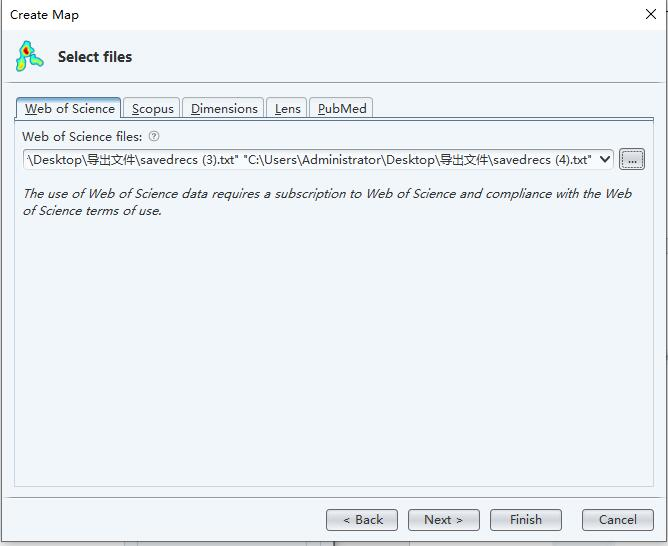 Create Map
Select files
Web of Science Scopus Dimensions Lens PubMed
Web of Science files:
\Desktop\导出文件\savedrecs (3).txt" "C:\Users\Administrator\Desktop\导出文件\savedrecs (4).txt" ...
The use of Web of Science data requires a subscription to Web of Science and compliance with the Web
of Science terms of use.
< Back Next > Finish Cancel